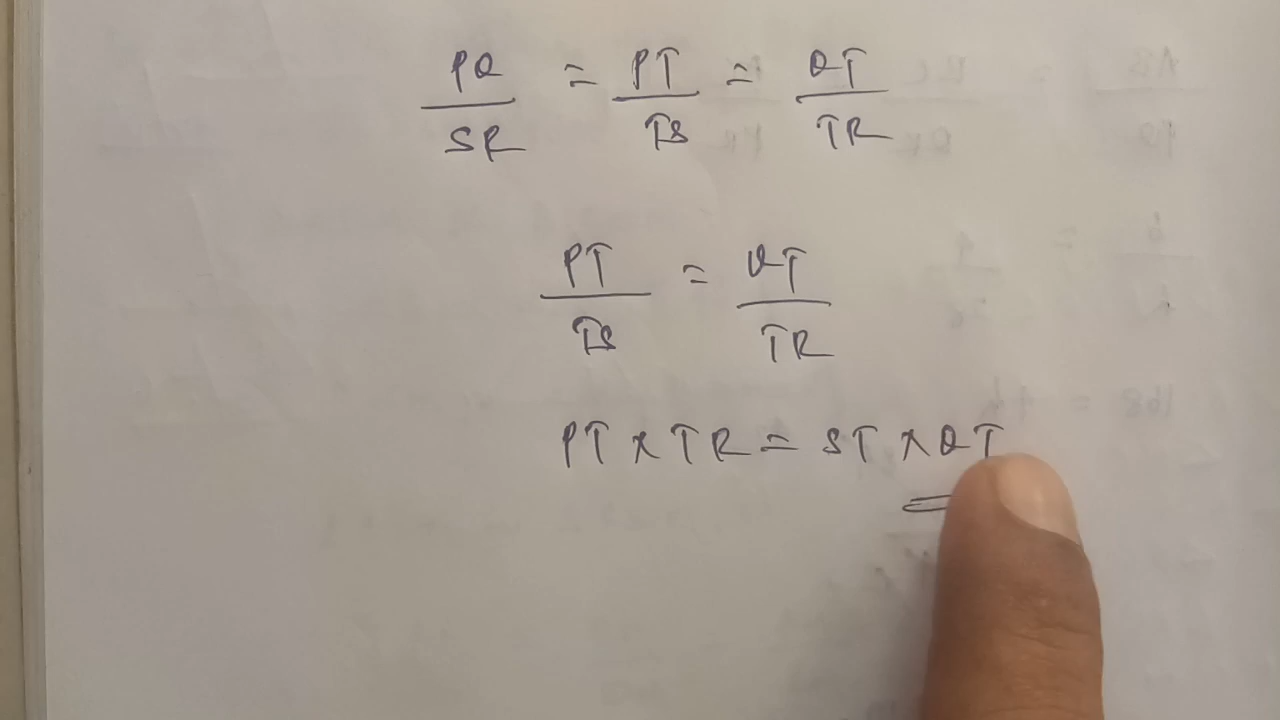 PQ/SR = PT/TS = QT/TR
PT/TS = QT/TR
PT x TR = ST x QT